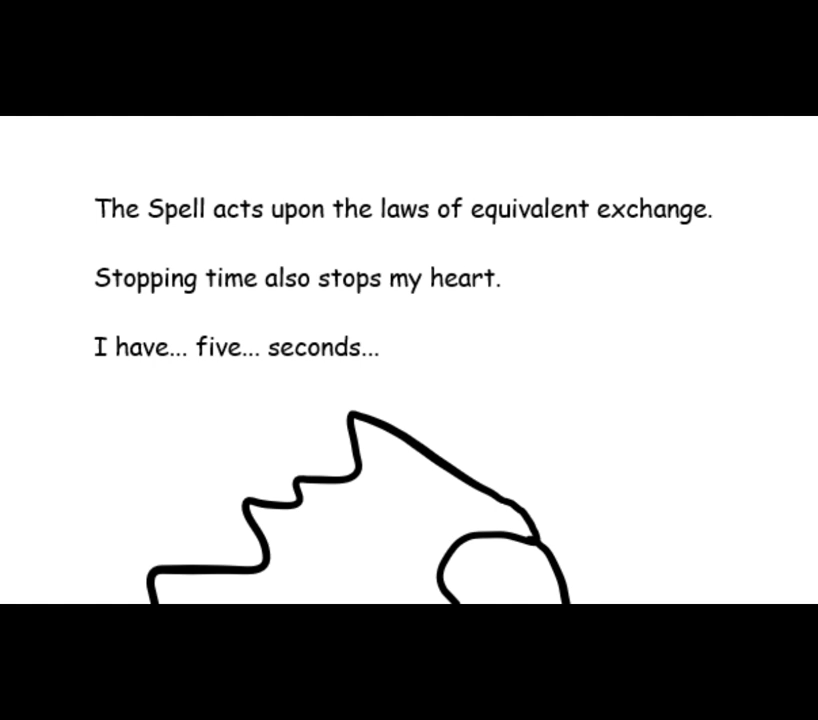 The Spell acts upon the laws of equivalent exchange.
Stopping time also stops my heart.
I have... five... seconds...